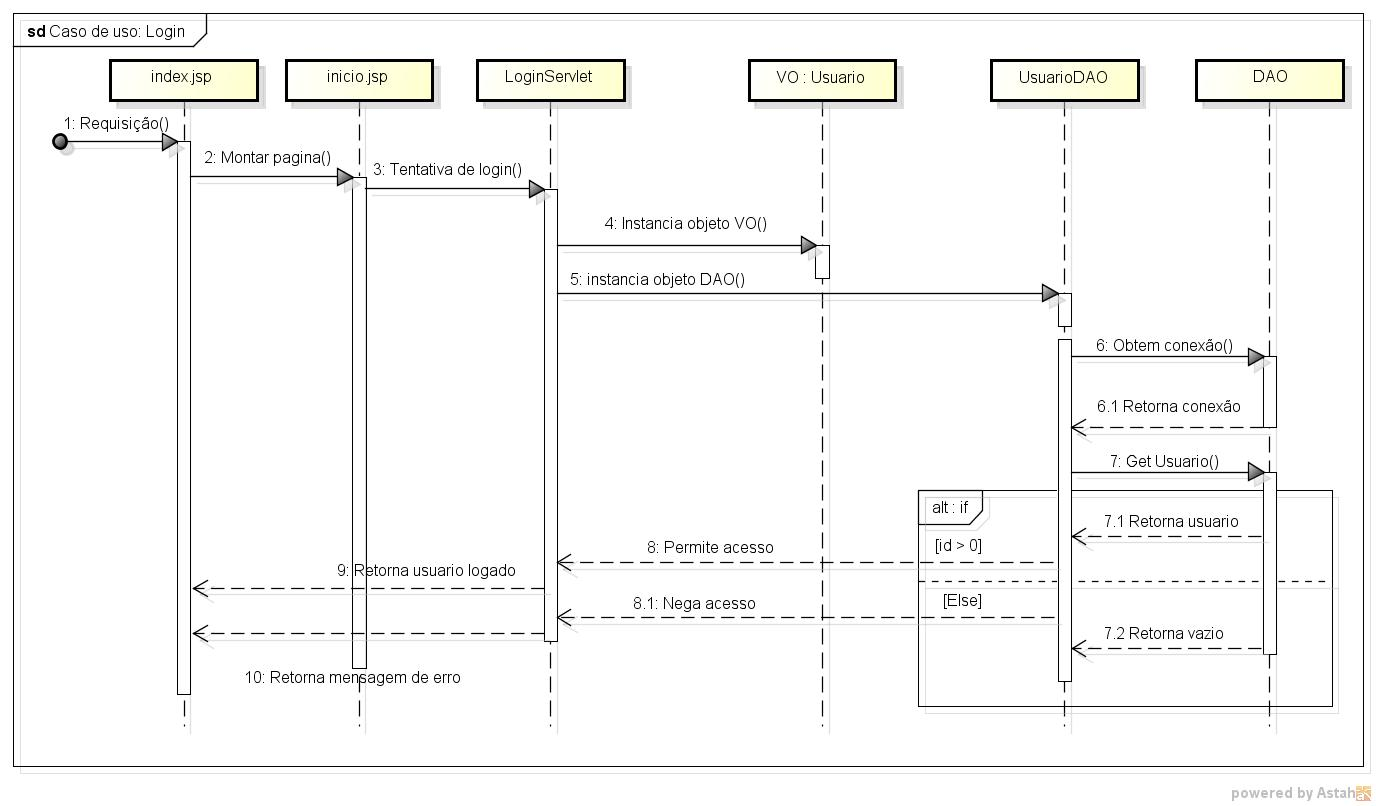 sd Caso de uso: Login
index.jsp
inicio.jsp
LoginServlet
VO : Usuario
UsuarioDAO
DAO
1: Requisição()
2: Montar pagina()
3: Tentativa de login()
4: Instancia objeto VO()
5: instancia objeto DAO()
6: Obtem conexão()
6.1 Retorna conexão
7: Get Usuario()
alt : if
7.1 Retorna usuario
[id > 0]
8: Permite acesso
9: Retorna usuario logado
[Else]
8.1: Nega acesso
7.2 Retorna vazio
10: Retorna mensagem de erro
powered by Astah